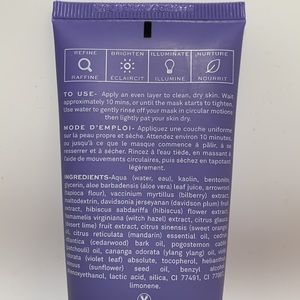 REFINE BRIGHTEN ILLUMINATE NURTURE
RAFFINE ÉCLAIRCIT ILLUMINE NOURRIT
TO USE- Apply an even layer to clean, dry skin. Wait
approximately 10 mins, or until the mask starts to tighten.
Use water to gently rinse off your mask in circular motions,
then lightly pat your skin dry.
MODE D'EMPLOI- Appliquez une couche uniforme
sur la peau propre et sèche. Attendez environ 10 minutes,
ou jusqu'à ce que le masque commence à pâlir, à se
resserrer et à sécher. Rincez à l'eau tiède, en massant à
l'aide de mouvements circulaires, puis séchez en tapotant
légèrement.
INGREDIENTS-Aqua (water, eau), kaolin, bentonite,
glycerin, aloe barbadensis (aloe vera) leaf juice, arrowroot
vaccinium myrtillus (bilberry) extract,
maltodextrin, davidsonia jerseyana (davidson plum) fruit
extract, hibiscus sabdariffa (hibiscus) flower extract,
hamamelis virginiana (witch hazel) extract, citrus glauca
(desert lime) fruit extract, citrus sinensis (sweet orange)
oil, citrus reticulata (mandarin) essential oil, cedrus
atlantica (cedarwood) bark oil, pogostemon cablin
(patchouli) oil, cananga odorata (ylang ylang) oil,
odorata (violet leaf) absolute, tocopherol, helianthus
annuus (sunflower) seed oil, benzyl alcohol,
acid, lactic acid, silica, CI 77491, CI 77007,
limonene.